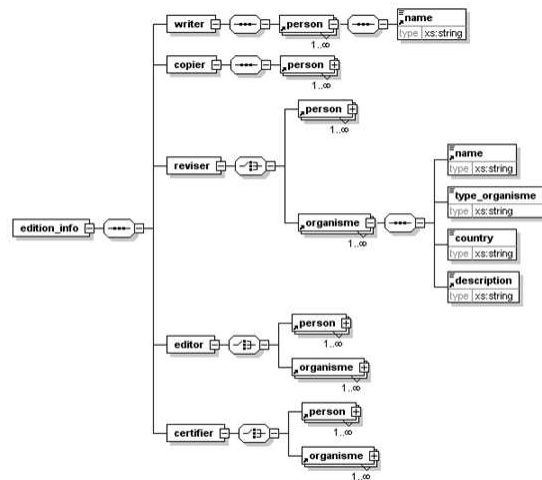 writer
person
1..∞
name
type xs:string
copier
person
1..∞
person
1..∞
reviser
name
type xs:string
type_organisme
type xs:string
organisme
1..∞
country
type xs:string
edition_info
description
type xs:string
person
1..∞
editor
organisme
1..∞
person
1..∞
certifier
organisme
1..∞